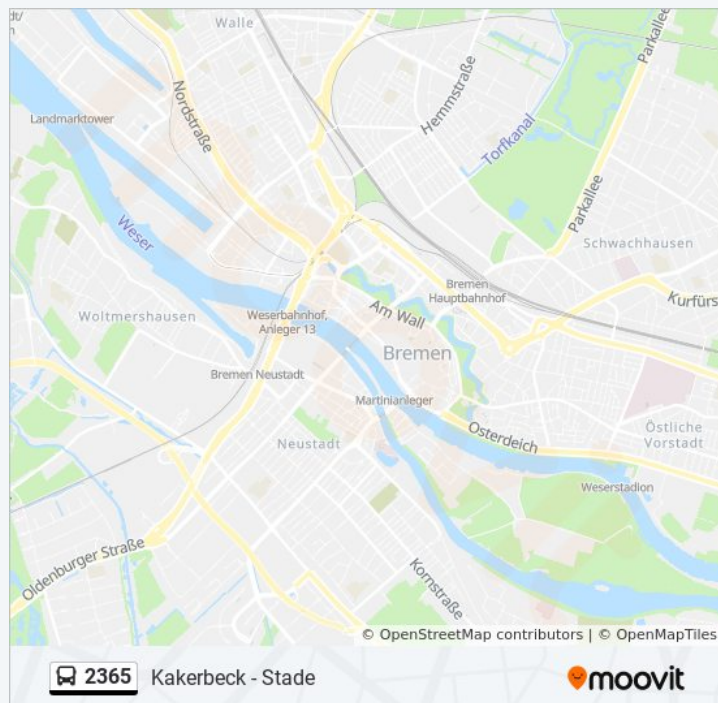 dt/
Walle
Parkallee
Hemmstraße
Nordstraße
Landmarktower
Torfkanal
Parkallee
Weser
Schwachhausen
Bremen
Hauptbahnhof
Kurfürs
Woltmershausen
Weserbahnhof,
Anleger 13
Am Wall
Bremen
Bremen Neustadt
Martinianleger
Osterdeich
Östliche
Vorstadt
Neustadt
Weserstadion
Oldenburger Straße
Kornstraße
© OpenStreetMap contributors | © OpenMapTiles
2365 Kakerbeck - Stade
moovit